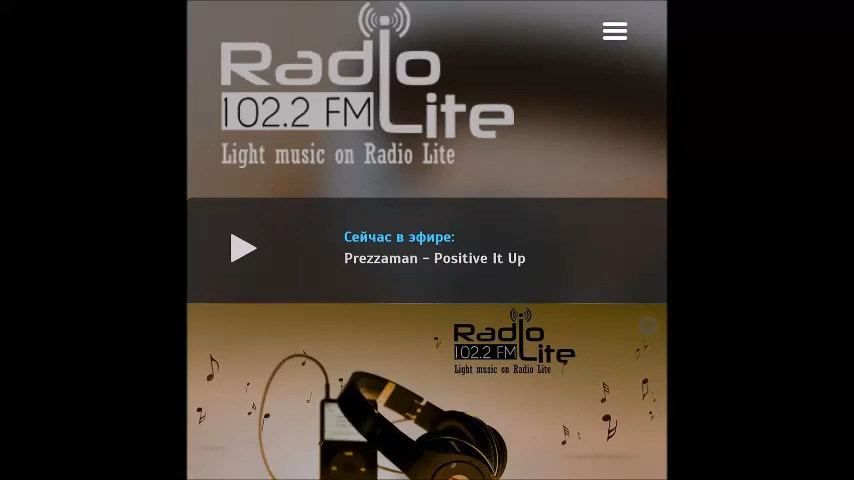 Radio
102.2 FM Lite
Light music on Radio Lite
Сейчас в эфире:
Prezzaman - Positive It Up
Radio
102.2 FM Lite
Light music on Radio Lite